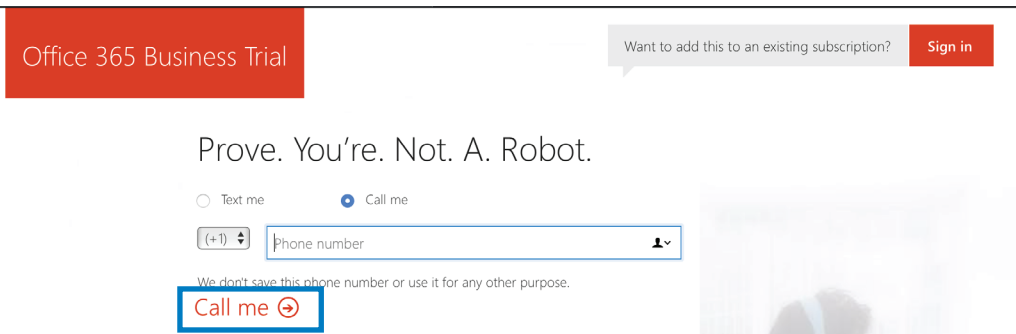 Office 365 Business Trial
Want to add this to an existing subscription? Sign in
Prove. You're. Not. A. Robot.
Text me Call me
(+1) Phone number
We don't save this phone number or use it for any other purpose.
Call me